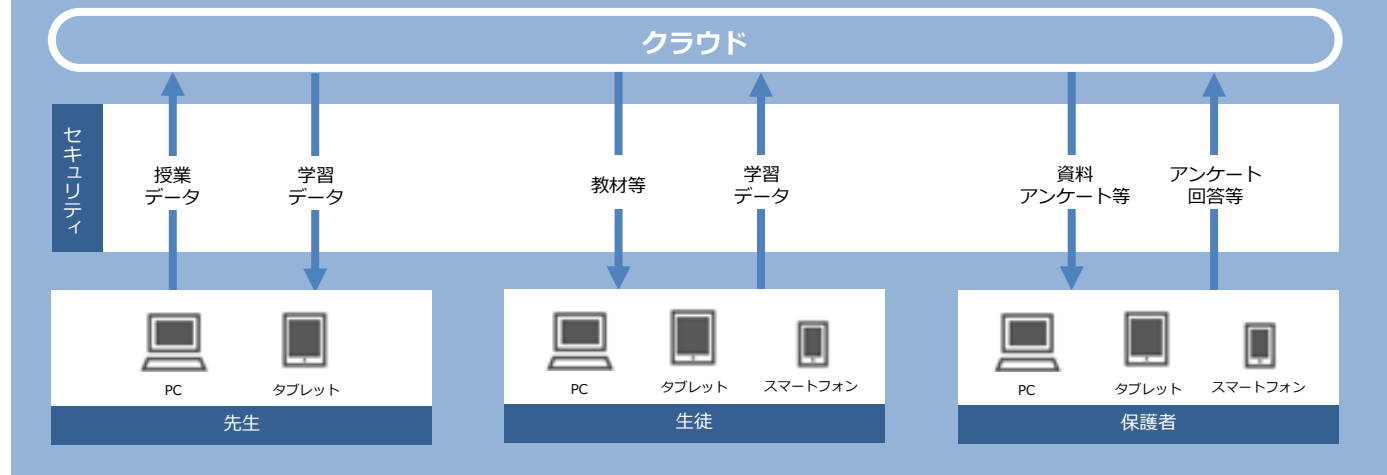 クラウド
セキュリティ
授業
データ
学習
データ
教材等
学習
データ
資料
アンケート等
アンケート
回答等
PC
タブレット
先生
PC
タブレット
スマートフォン
生徒
PC
タブレット
スマートフォン
保護者